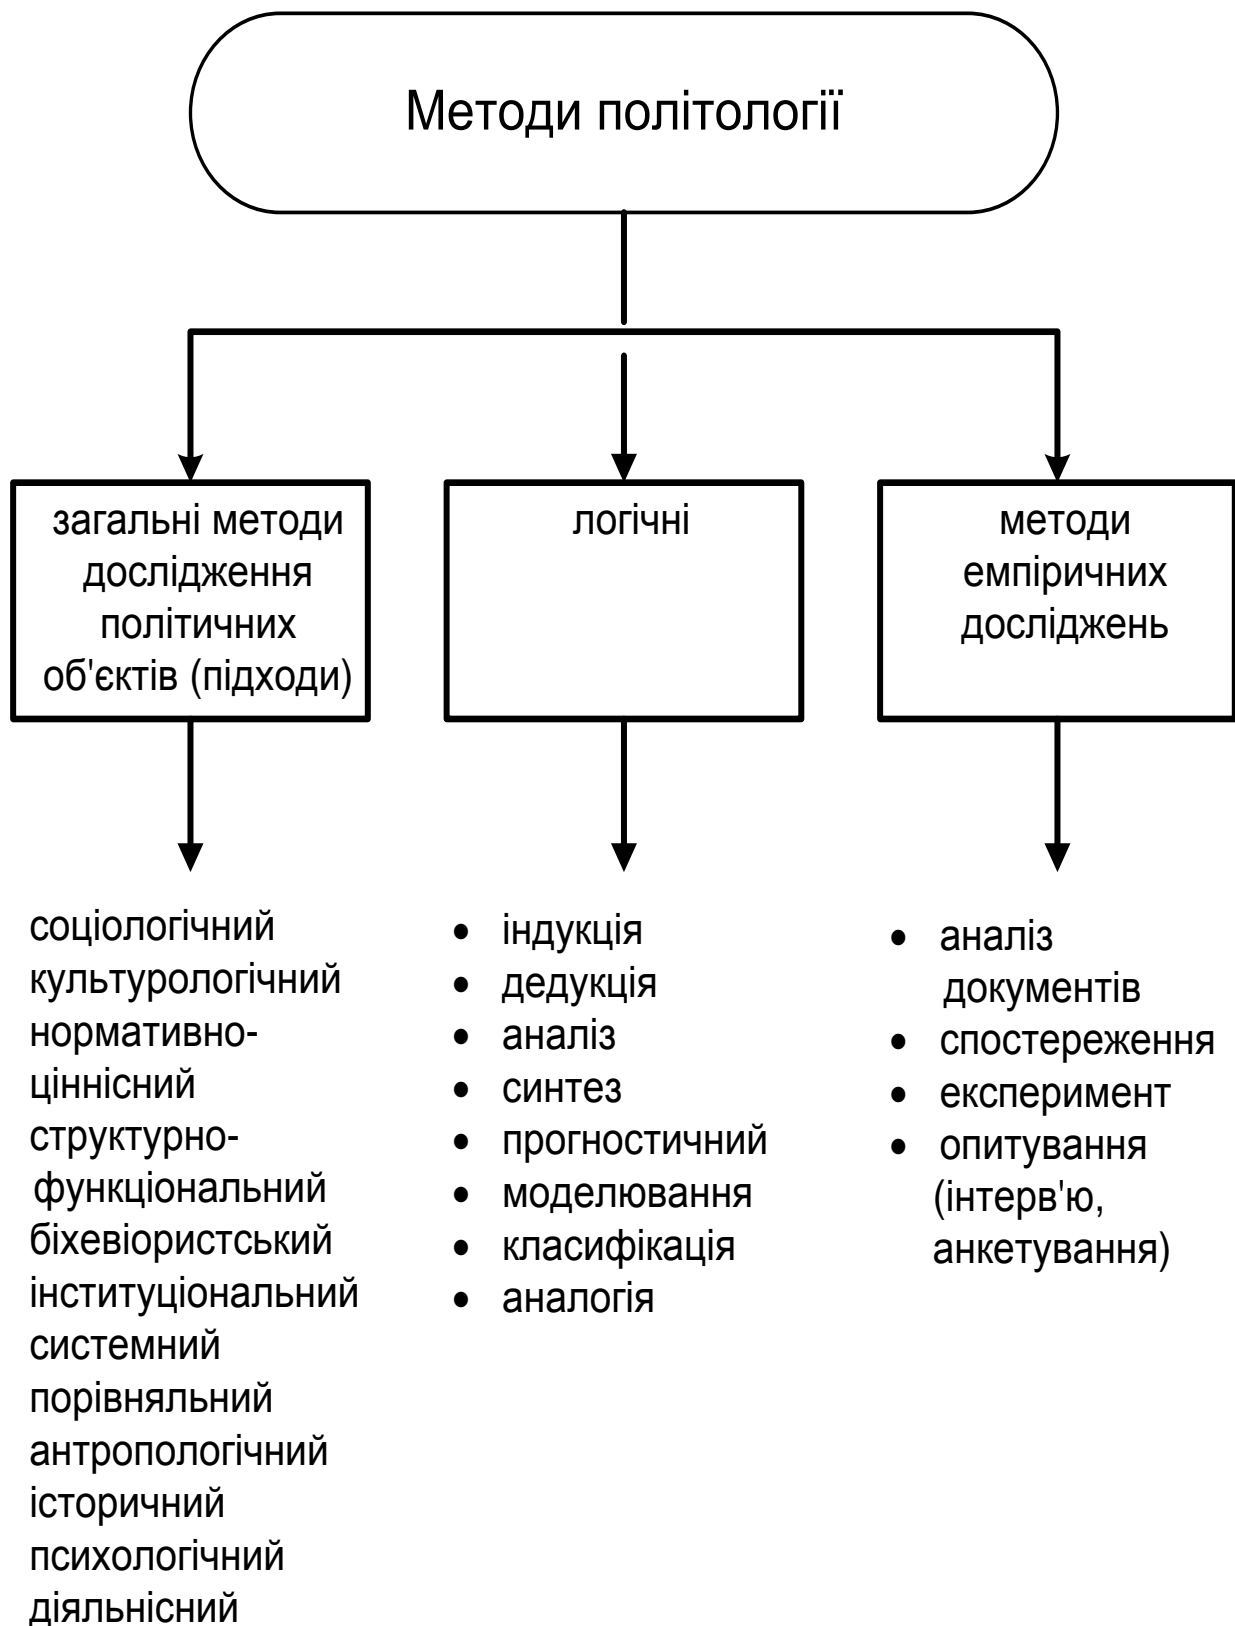 Методи політології
загальні методи
дослідження
політичних
об'єктів (підходи)
логічні
методи
емпіричних
досліджень
соціологічний
культурологічний
нормативно-
ціннісний
структурно-
функціональний
біхевіористський
інституціональний
системний
порівняльний
антропологічний
історичний
психологічний
діяльнісний
• індукція
• дедукція
• аналіз
• синтез
• прогностичний
• моделювання
• класифікація
• аналогія
• аналіз
документів
• спостереження
• експеримент
• опитування
(інтерв'ю,
анкетування)